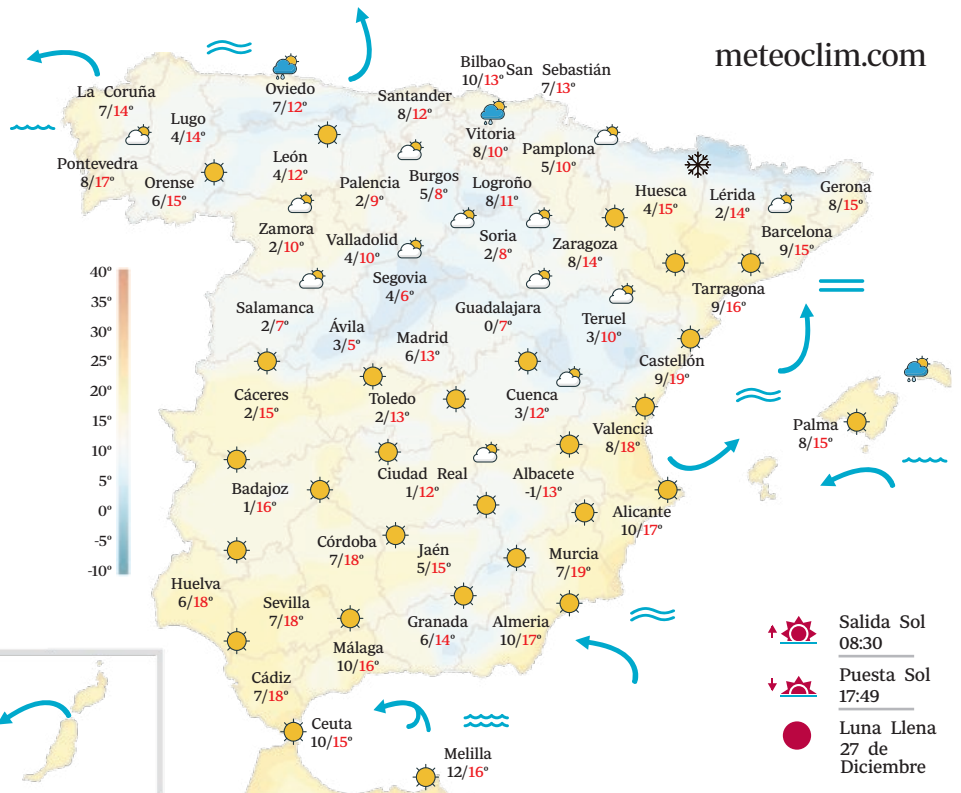 meteoclim.com
Bilbao
10/13º
San Sebastián
7/13º
La Coruña
7/14º
Oviedo
7/12º
Santander
8/12º
Lugo
4/14º
Vitoria
8/10º
Pamplona
5/10º
Pontevedra
8/17º
Orense
6/15º
León
4/12º
Palencia
2/9º
Burgos
5/8º
Logroño
8/11º
Huesca
4/15º
Lérida
2/14º
Gerona
8/15º
Zamora
2/10º
Valladolid
4/10º
Soria
2/8º
Zaragoza
8/14º
Barcelona
9/15º
Segovia
4/6º
Tarragona
9/16º
Salamanca
2/7º
Ávila
3/5º
Madrid
6/13º
Guadalajara
0/7º
Teruel
3/10º
Castellón
9/19º
Cáceres
2/15º
Toledo
2/13º
Cuenca
3/12º
Valencia
8/18º
Palma
8/15º
Badajoz
1/16º
Ciudad Real
1/12º
Albacete
-1/13º
Alicante
10/17º
Córdoba
7/18º
Jaén
5/15º
Murcia
7/19º
Huelva
6/18º
Sevilla
7/18º
Granada
6/14º
Almeria
10/17º
Málaga
10/16º
Cádiz
7/18º
Ceuta
10/15º
Melilla
12/16º
40º
35º
30º
25º
20º
15º
10º
5º
0º
-5º
-10º
Salida Sol
08:30
Puesta Sol
17:49
Luna Llena
27 de
Diciembre